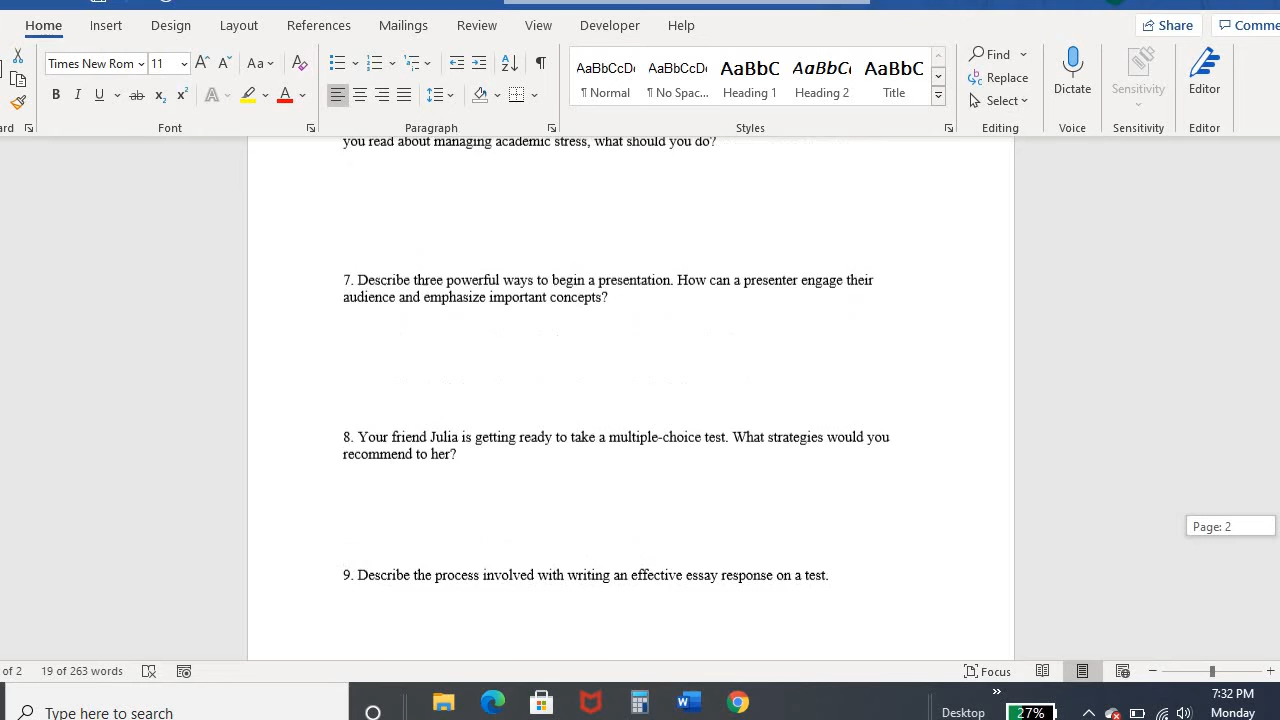 Home Insert Design Layout References Mailings Review View Developer Help Share
Times New Rom 11 Aa Find
AaBbCcDc AaBbCcDc AaBbC AaBbCc AaBbC Replace
B I U ab x2 x2 A A ¶ Normal ¶ No Spac... Heading 1 Heading 2 Title Select Dictate Sensitivity Editor
Font Paragraph Styles Editing Voice Sensitivity Editor
you read about managing academic stress, what should you do?
7. Describe three powerful ways to begin a presentation. How can a presenter engage their
audience and emphasize important concepts?
8. Your friend Julia is getting ready to take a multiple-choice test. What strategies would you
recommend to her?
Page: 2
9. Describe the process involved with writing an effective essay response on a test.
of 2 19 of 263 words Focus
7:32 PM
Type here to search Desktop 27% Monday